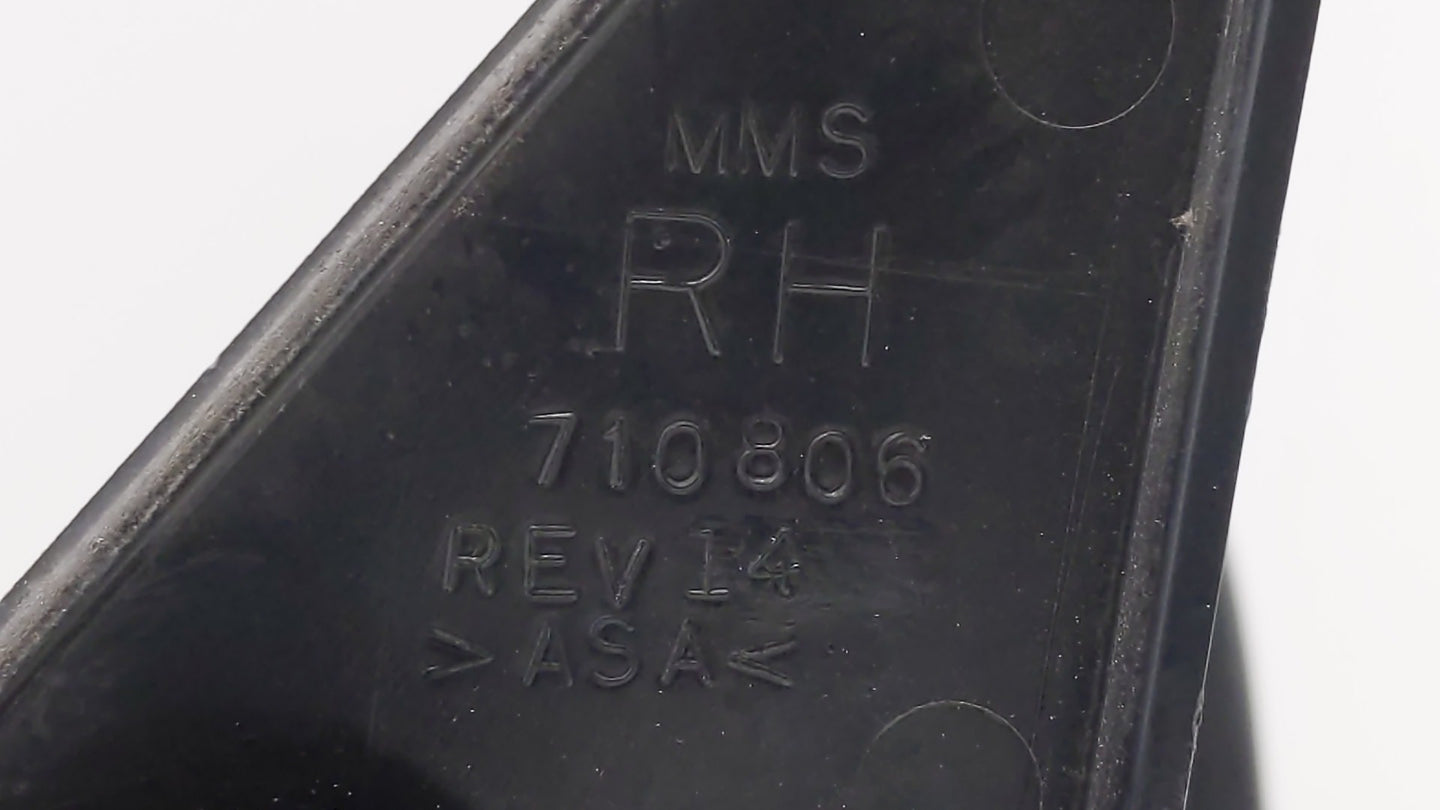 MMS
RH
710806
REV 14
>ASA<